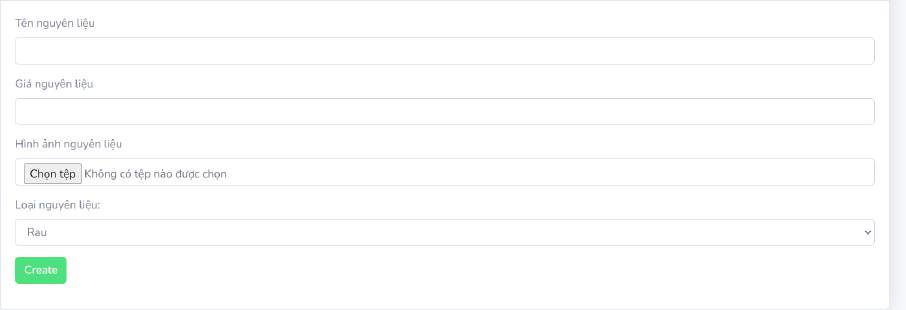 Tên nguyên liệu
Giá nguyên liệu
Hình ảnh nguyên liệu
Chọn tệp Không có tệp nào được chọn
Loại nguyên liệu:
Rau
Create